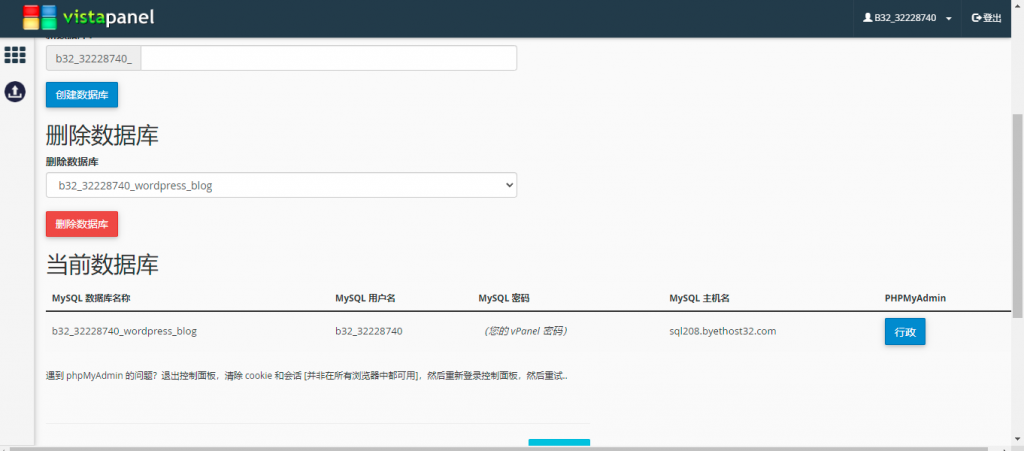 vistapanel
B32_32228740
登出
b32_32228740_
创建数据库
删除数据库
删除数据库
b32_32228740_wordpress_blog
删除数据库
当前数据库
MySQL 数据库名称 MySQL 用户名 MySQL 密码 MySQL 主机名 PHPMyAdmin
b32_32228740_wordpress_blog b32_32228740 （您的 vPanel 密码） sql208.byethost32.com 行政
遇到 phpMyAdmin 的问题？退出控制面板，清除 cookie 和会话 [并非在所有浏览器中都可用]，然后重新登录控制面板，然后重试..